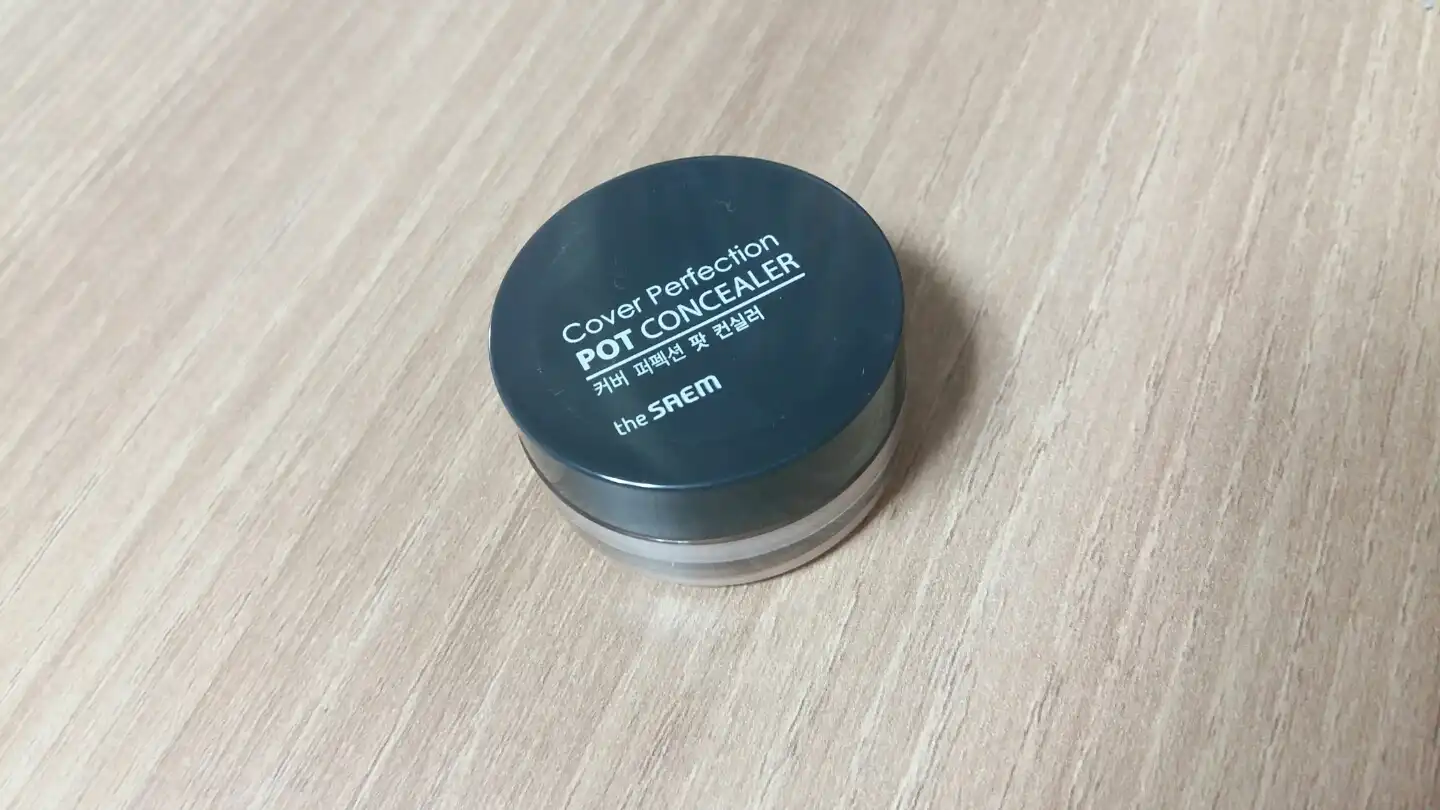 Cover Perfection
POT CONCEALER
커버 퍼펙션 팟 컨실러
the SAEM